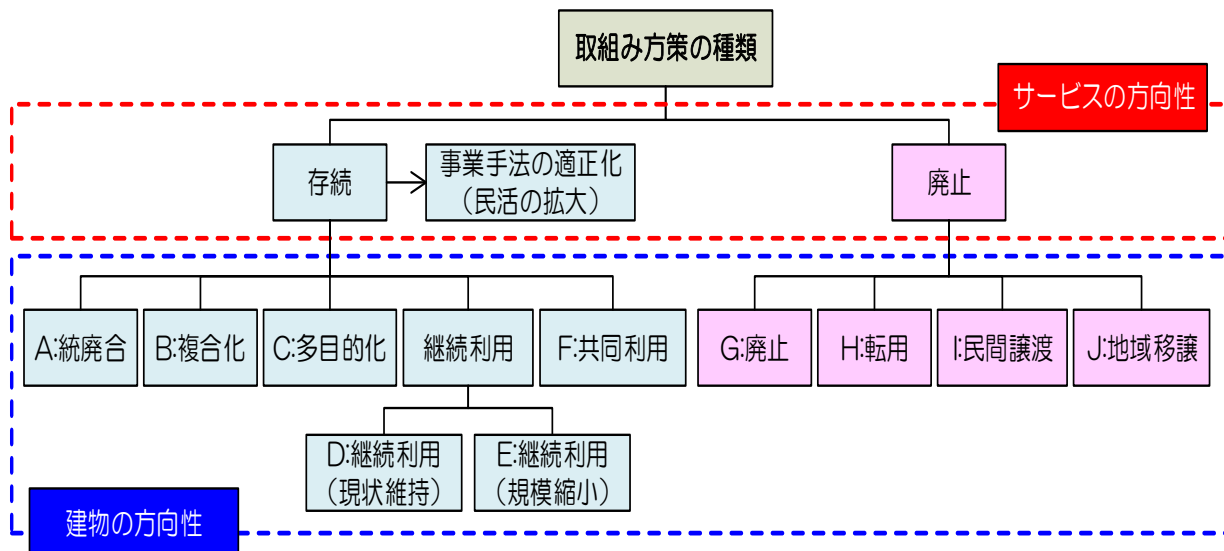 取組み方策の種類
サービスの方向性
存続
事業手法の適正化
（民活の拡大）
廃止
A:統廃合
B:複合化
C:多目的化
継続利用
F:共同利用
G:廃止
H:転用
I:民間譲渡
J:地域移譲
D:継続利用
（現状維持）
E:継続利用
（規模縮小）
建物の方向性